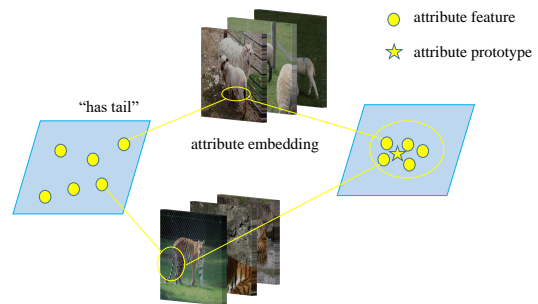 attribute feature
attribute prototype
“has tail”
attribute embedding